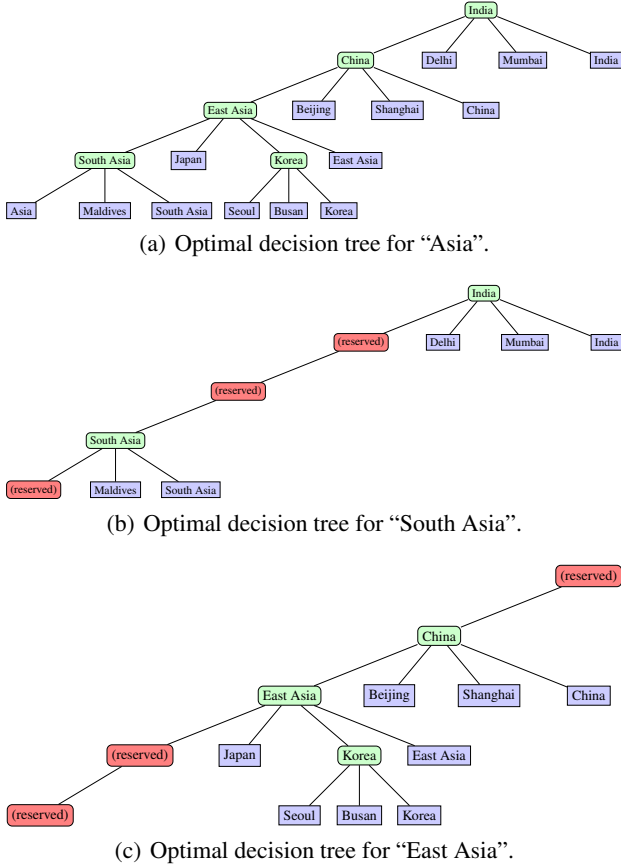 India
China Delhi Mumbai India
East Asia Beijing Shanghai China
South Asia Japan Korea East Asia
Asia Maldives South Asia Seoul Busan Korea
(a) Optimal decision tree for “Asia”.
India
(reserved) Delhi Mumbai India
(reserved)
South Asia
(reserved) Maldives South Asia
(b) Optimal decision tree for “South Asia”.
(reserved)
China
East Asia Beijing Shanghai China
(reserved) Japan Korea East Asia
(reserved) Seoul Busan Korea
(c) Optimal decision tree for “East Asia”.